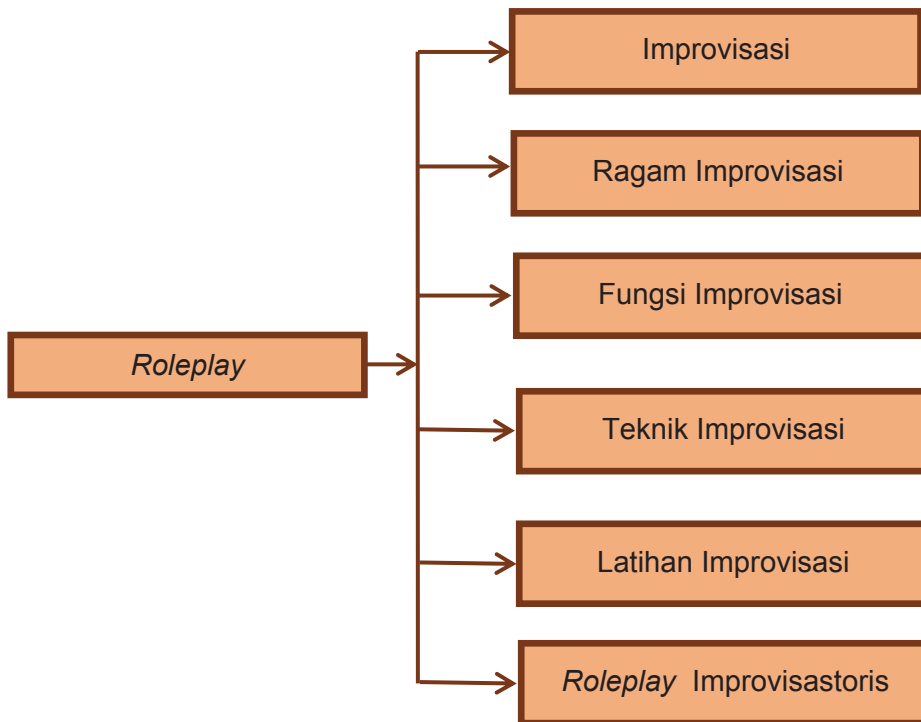 Improvisasi
Ragam Improvisasi
Fungsi Improvisasi
Roleplay
Teknik Improvisasi
Latihan Improvisasi
Roleplay Improvisastoris